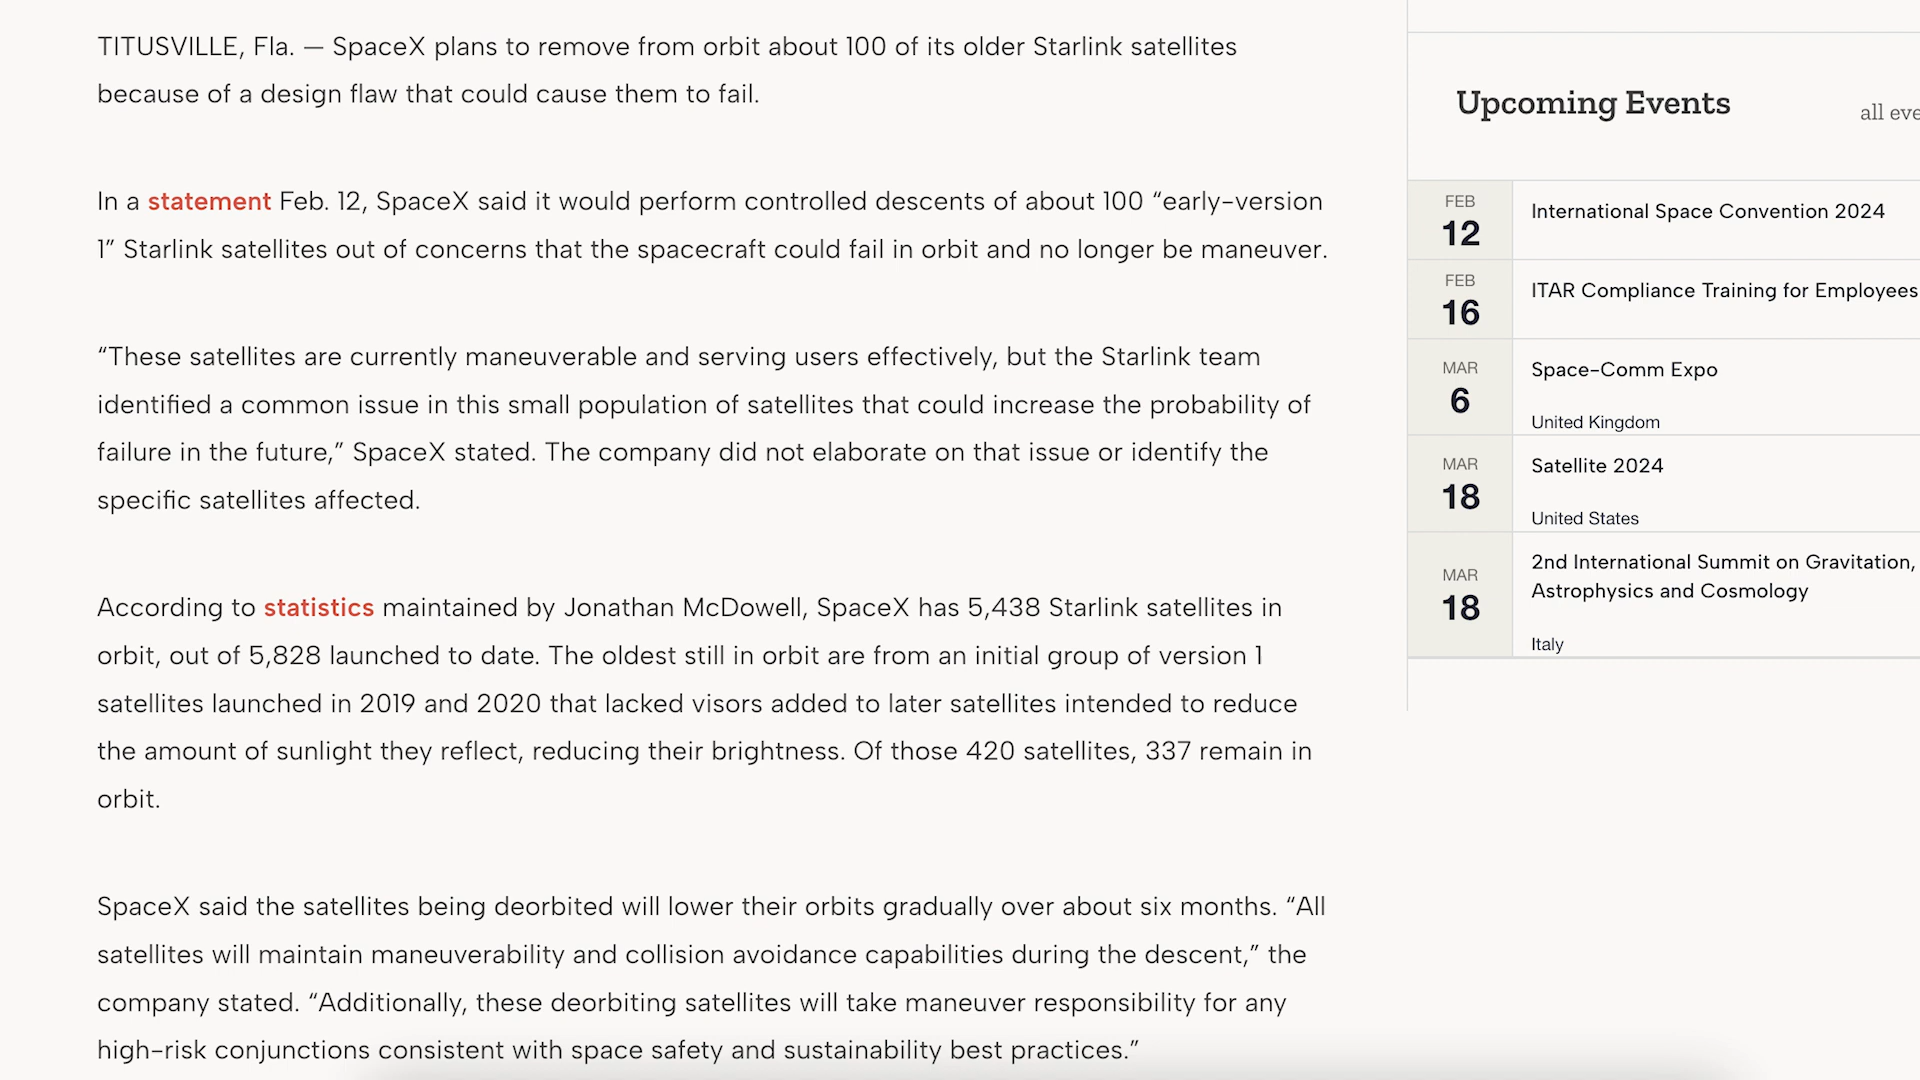 TITUSVILLE, Fla. — SpaceX plans to remove from orbit about 100 of its older Starlink satellites
because of a design flaw that could cause them to fail.
In a statement Feb. 12, SpaceX said it would perform controlled descents of about 100 “early-version
1” Starlink satellites out of concerns that the spacecraft could fail in orbit and no longer be maneuver.
“These satellites are currently maneuverable and serving users effectively, but the Starlink team
identified a common issue in this small population of satellites that could increase the probability of
failure in the future,” SpaceX stated. The company did not elaborate on that issue or identify the
specific satellites affected.
According to statistics maintained by Jonathan McDowell, SpaceX has 5,438 Starlink satellites in
orbit, out of 5,828 launched to date. The oldest still in orbit are from an initial group of version 1
satellites launched in 2019 and 2020 that lacked visors added to later satellites intended to reduce
the amount of sunlight they reflect, reducing their brightness. Of those 420 satellites, 337 remain in
orbit.
SpaceX said the satellites being deorbited will lower their orbits gradually over about six months. “All
satellites will maintain maneuverability and collision avoidance capabilities during the descent,” the
company stated. “Additionally, these deorbiting satellites will take maneuver responsibility for any
high-risk conjunctions consistent with space safety and sustainability best practices.”
Upcoming Events
all eve
FEB
12
International Space Convention 2024
FEB
16
ITAR Compliance Training for Employees
MAR
6
Space-Comm Expo
United Kingdom
MAR
18
Satellite 2024
United States
MAR
18
2nd International Summit on Gravitation,
Astrophysics and Cosmology
Italy